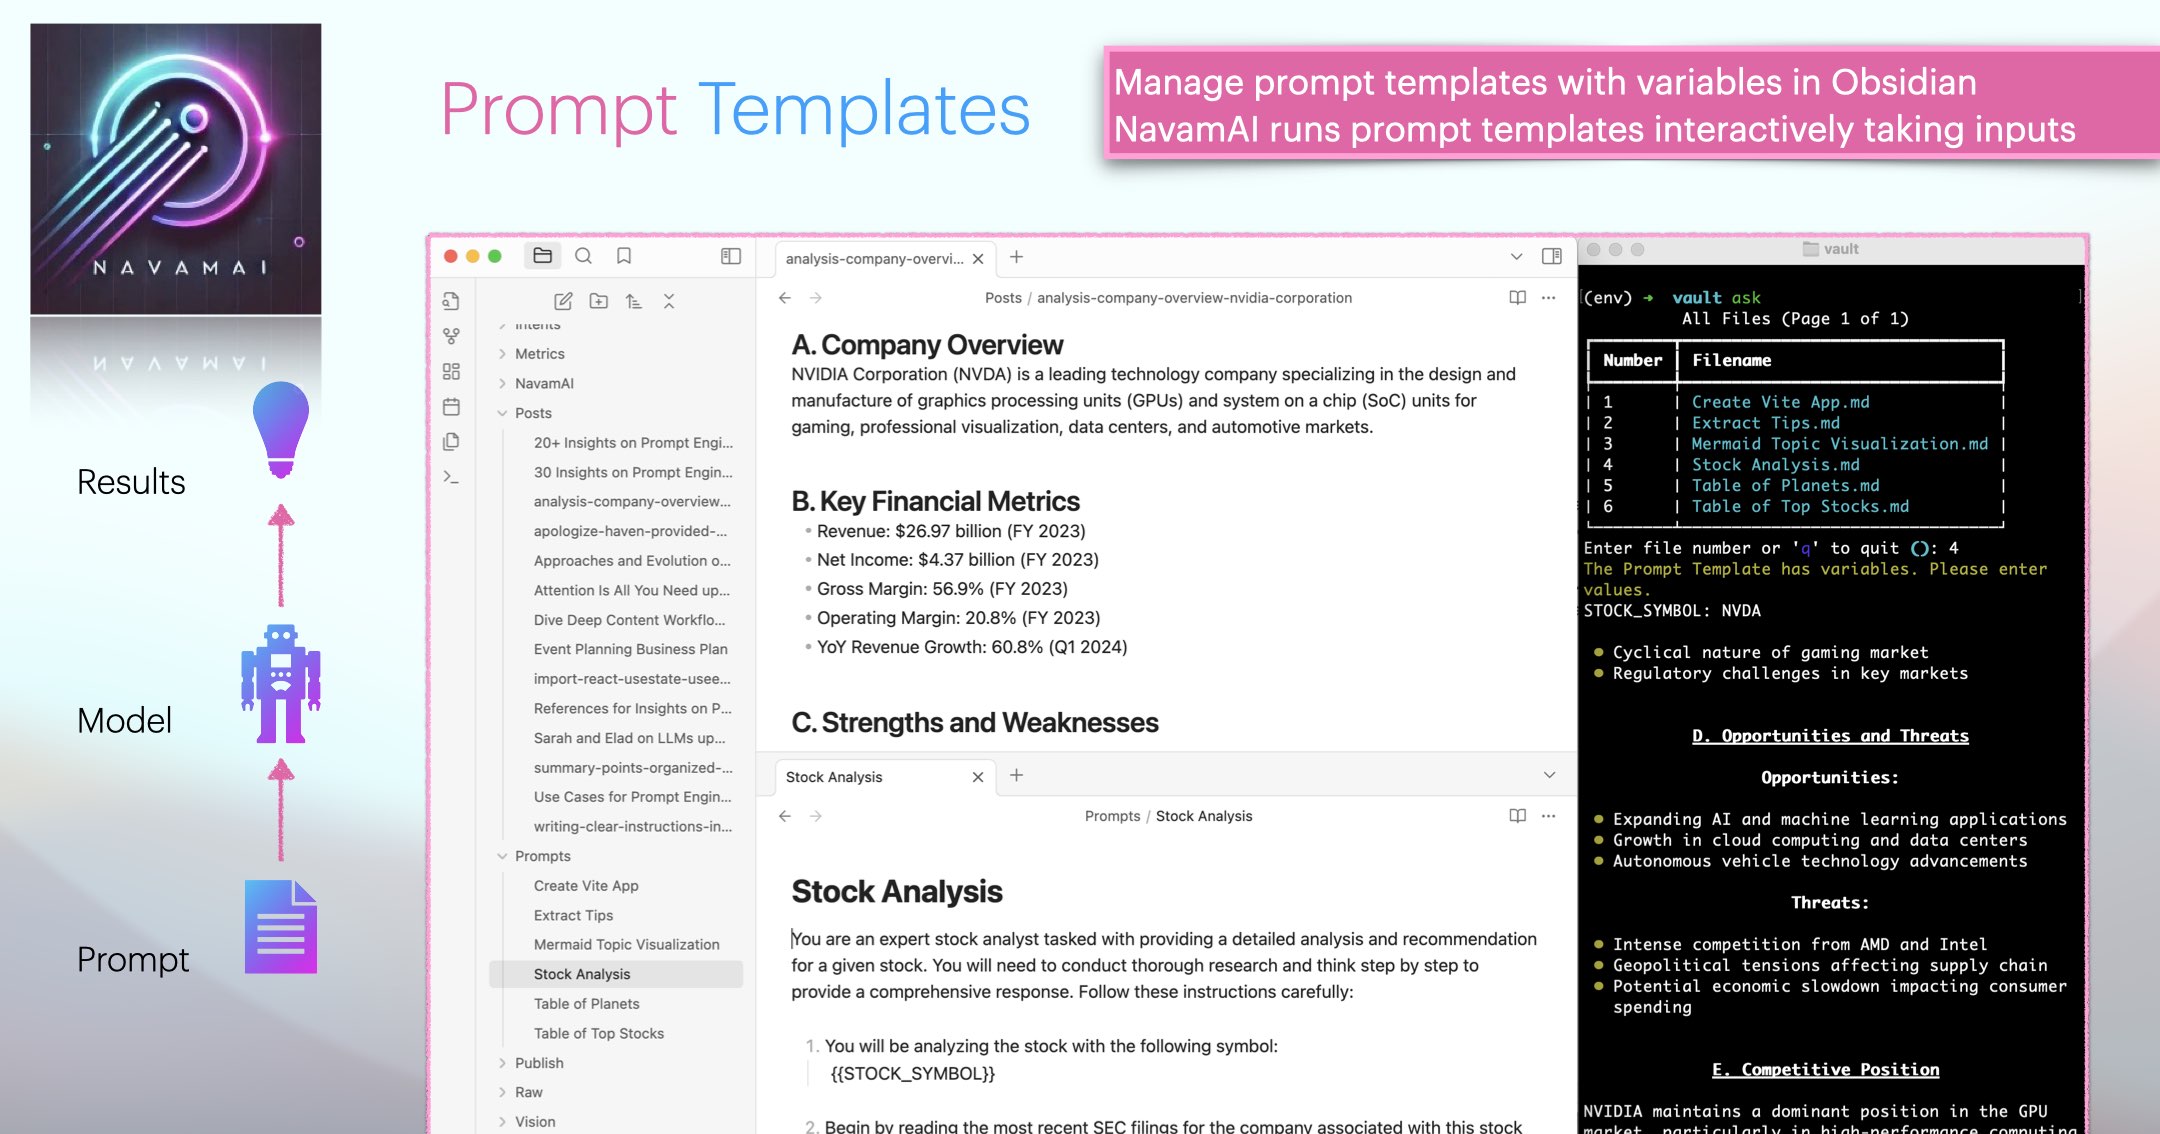 NAVAMAI
Prompt Templates
Manage prompt templates with variables in Obsidian
NavamAI runs prompt templates interactively taking inputs
Results
Model
Prompt
Intents
Metrics
NavamAI
Posts
20+ Insights on Prompt Engi...
30 Insights on Prompt Engin...
analysis-company-overview...
apologize-haven-provided-...
Approaches and Evolution o...
Attention Is All You Need up...
Dive Deep Content Workflo...
Event Planning Business Plan
import-react-usestate-usee...
References for Insights on P...
Sarah and Elad on LLMs up...
summary-points-organized-...
Use Cases for Prompt Engin...
writing-clear-instructions-in...
Prompts
Create Vite App
Extract Tips
Mermaid Topic Visualization
Stock Analysis
Table of Planets
Table of Top Stocks
Publish
Raw
Vision
analysis-company-overvi...
Posts / analysis-company-overview-nvidia-corporation
A. Company Overview
NVIDIA Corporation (NVDA) is a leading technology company specializing in the design and
manufacture of graphics processing units (GPUs) and system on a chip (SoC) units for
gaming, professional visualization, data centers, and automotive markets.
B. Key Financial Metrics
• Revenue: $26.97 billion (FY 2023)
• Net Income: $4.37 billion (FY 2023)
• Gross Margin: 56.9% (FY 2023)
• Operating Margin: 20.8% (FY 2023)
• YoY Revenue Growth: 60.8% (Q1 2024)
C. Strengths and Weaknesses
Stock Analysis
Prompts / Stock Analysis
Stock Analysis
You are an expert stock analyst tasked with providing a detailed analysis and recommendation
for a given stock. You will need to conduct thorough research and think step by step to
provide a comprehensive response. Follow these instructions carefully:
1. You will be analyzing the stock with the following symbol:
{{STOCK_SYMBOL}}
2. Begin by reading the most recent SEC filings for the company associated with this stock
vault
(env) → vault ask
All Files (Page 1 of 1)
Number | Filename
1 | Create Vite App.md
2 | Extract Tips.md
3 | Mermaid Topic Visualization.md
4 | Stock Analysis.md
5 | Table of Planets.md
6 | Table of Top Stocks.md
Enter file number or 'q' to quit (): 4
The Prompt Template has variables. Please enter
values.
STOCK_SYMBOL: NVDA
• Cyclical nature of gaming market
• Regulatory challenges in key markets
D. Opportunities and Threats
Opportunities:
• Expanding AI and machine learning applications
• Growth in cloud computing and data centers
• Autonomous vehicle technology advancements
Threats:
• Intense competition from AMD and Intel
• Geopolitical tensions affecting supply chain
• Potential economic slowdown impacting consumer
spending
E. Competitive Position
NVIDIA maintains a dominant position in the GPU
market, particularly in high-performance computing